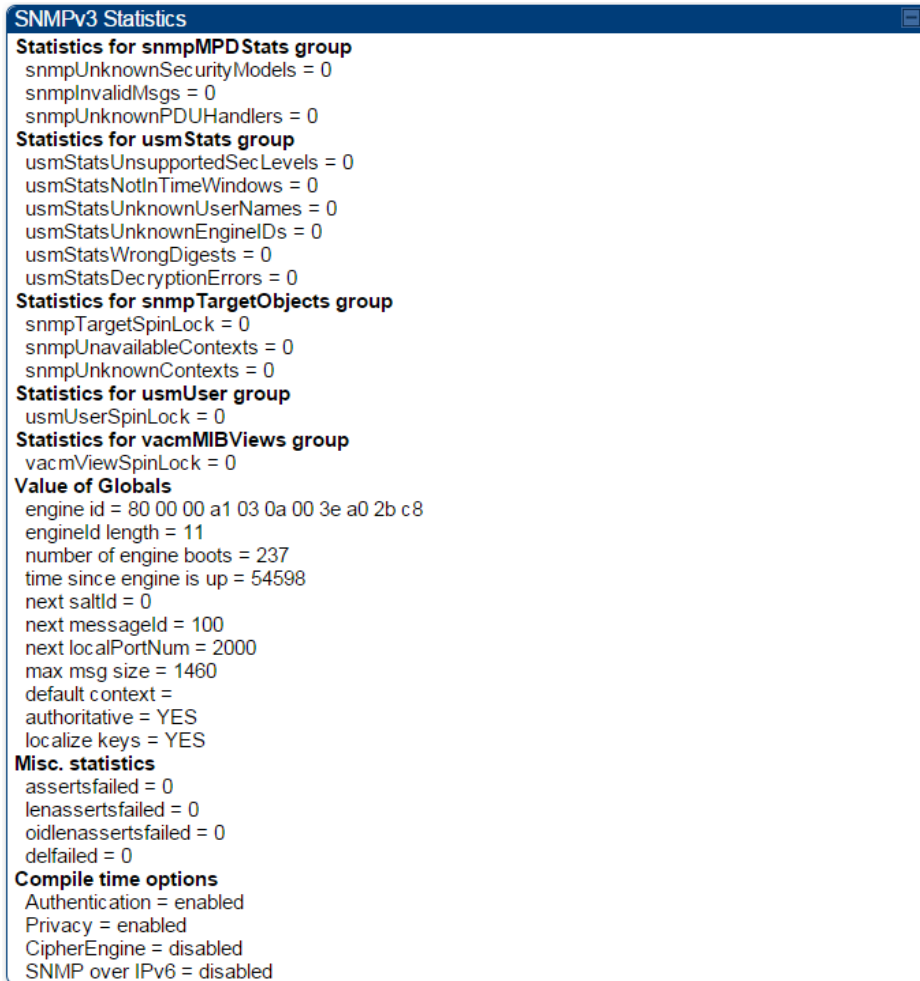 SNMPv3 Statistics
Statistics for snmpMPDStats group
snmpUnknownSecurityModels = 0
snmpInvalidMsgs = 0
snmpUnknownPDUHandlers = 0
Statistics for usmStats group
usmStatsUnsupportedSecLevels = 0
usmStatsNotInTimeWindows = 0
usmStatsUnknownUserNames = 0
usmStatsUnknownEngineIDs = 0
usmStatsWrongDigests = 0
usmStatsDecryptionErrors = 0
Statistics for snmpTargetObjects group
snmpTargetSpinLock = 0
snmpUnavailableContexts = 0
snmpUnknownContexts = 0
Statistics for usmUser group
usmUserSpinLock = 0
Statistics for vacmMIBViews group
vacmViewSpinLock = 0
Value of Globals
engine id = 80 00 00 a1 03 0a 00 3e a0 2b c8
engineId length = 11
number of engine boots = 237
time since engine is up = 54598
next saltId = 0
next messageId = 100
next localPortNum = 2000
max msg size = 1460
default context =
authoritative = YES
localize keys = YES
Misc. statistics
assertsfailed = 0
lenassertsfailed = 0
oidlenassertsfailed = 0
delfailed = 0
Compile time options
Authentication = enabled
Privacy = enabled
CipherEngine = disabled
SNMP over IPv6 = disabled